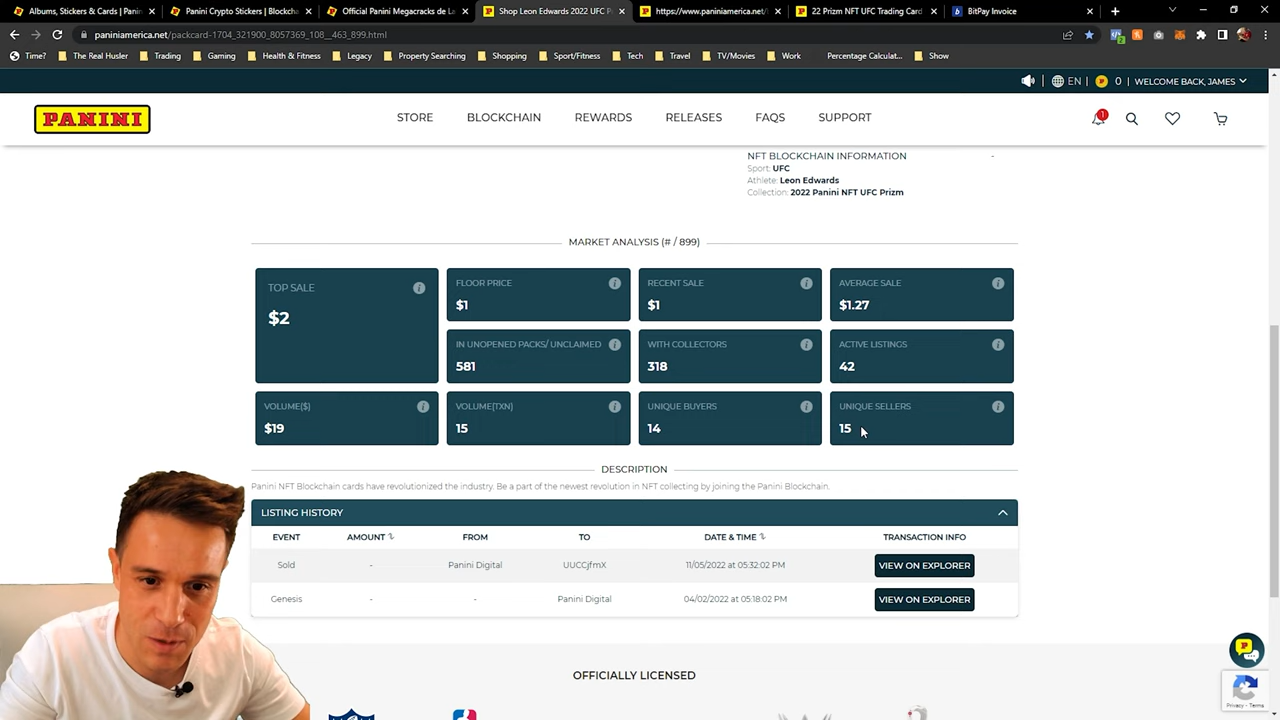 Albums, Stickers & Cards | Panini
Panini Crypto Stickers | Blockch
Official Panini Megacracks de La
Shop Leon Edwards 2022 UFC P
https://www.paniniamerica.net/
22 Prizm NFT UFC Trading Card
BitPay Invoice
paniniamerica.net/packcard-1704_321900_8057369_108__463_899.html
Time?
The Real Husler
Trading
Gaming
Health & Fitness
Legacy
Property Searching
Shopping
Sport/Fitness
Tech
Travel
TV/Movies
Work
Percentage Calculat...
Show
EN
0
WELCOME BACK, JAMES
PANINI
STORE
BLOCKCHAIN
REWARDS
RELEASES
FAQS
SUPPORT
1
NFT BLOCKCHAIN INFORMATION -
Sport: UFC
Athlete: Leon Edwards
Collection: 2022 Panini NFT UFC Prizm
MARKET ANALYSIS (# / 899)
TOP SALE
$2
FLOOR PRICE
$1
RECENT SALE
$1
AVERAGE SALE
$1.27
IN UNOPENED PACKS/ UNCLAIMED
581
WITH COLLECTORS
318
ACTIVE LISTINGS
42
VOLUME($)
$19
VOLUME(TXN)
15
UNIQUE BUYERS
14
UNIQUE SELLERS
15
DESCRIPTION
Panini NFT Blockchain cards have revolutionized the industry. Be a part of the newest revolution in NFT collecting by joining the Panini Blockchain.
LISTING HISTORY
EVENT AMOUNT FROM TO DATE & TIME TRANSACTION INFO
Sold - Panini Digital UUCCjfmX 11/05/2022 at 05:32:02 PM VIEW ON EXPLORER
Genesis - - Panini Digital 04/02/2022 at 05:18:02 PM VIEW ON EXPLORER
OFFICIALLY LICENSED
NFL
Privacy - Terms